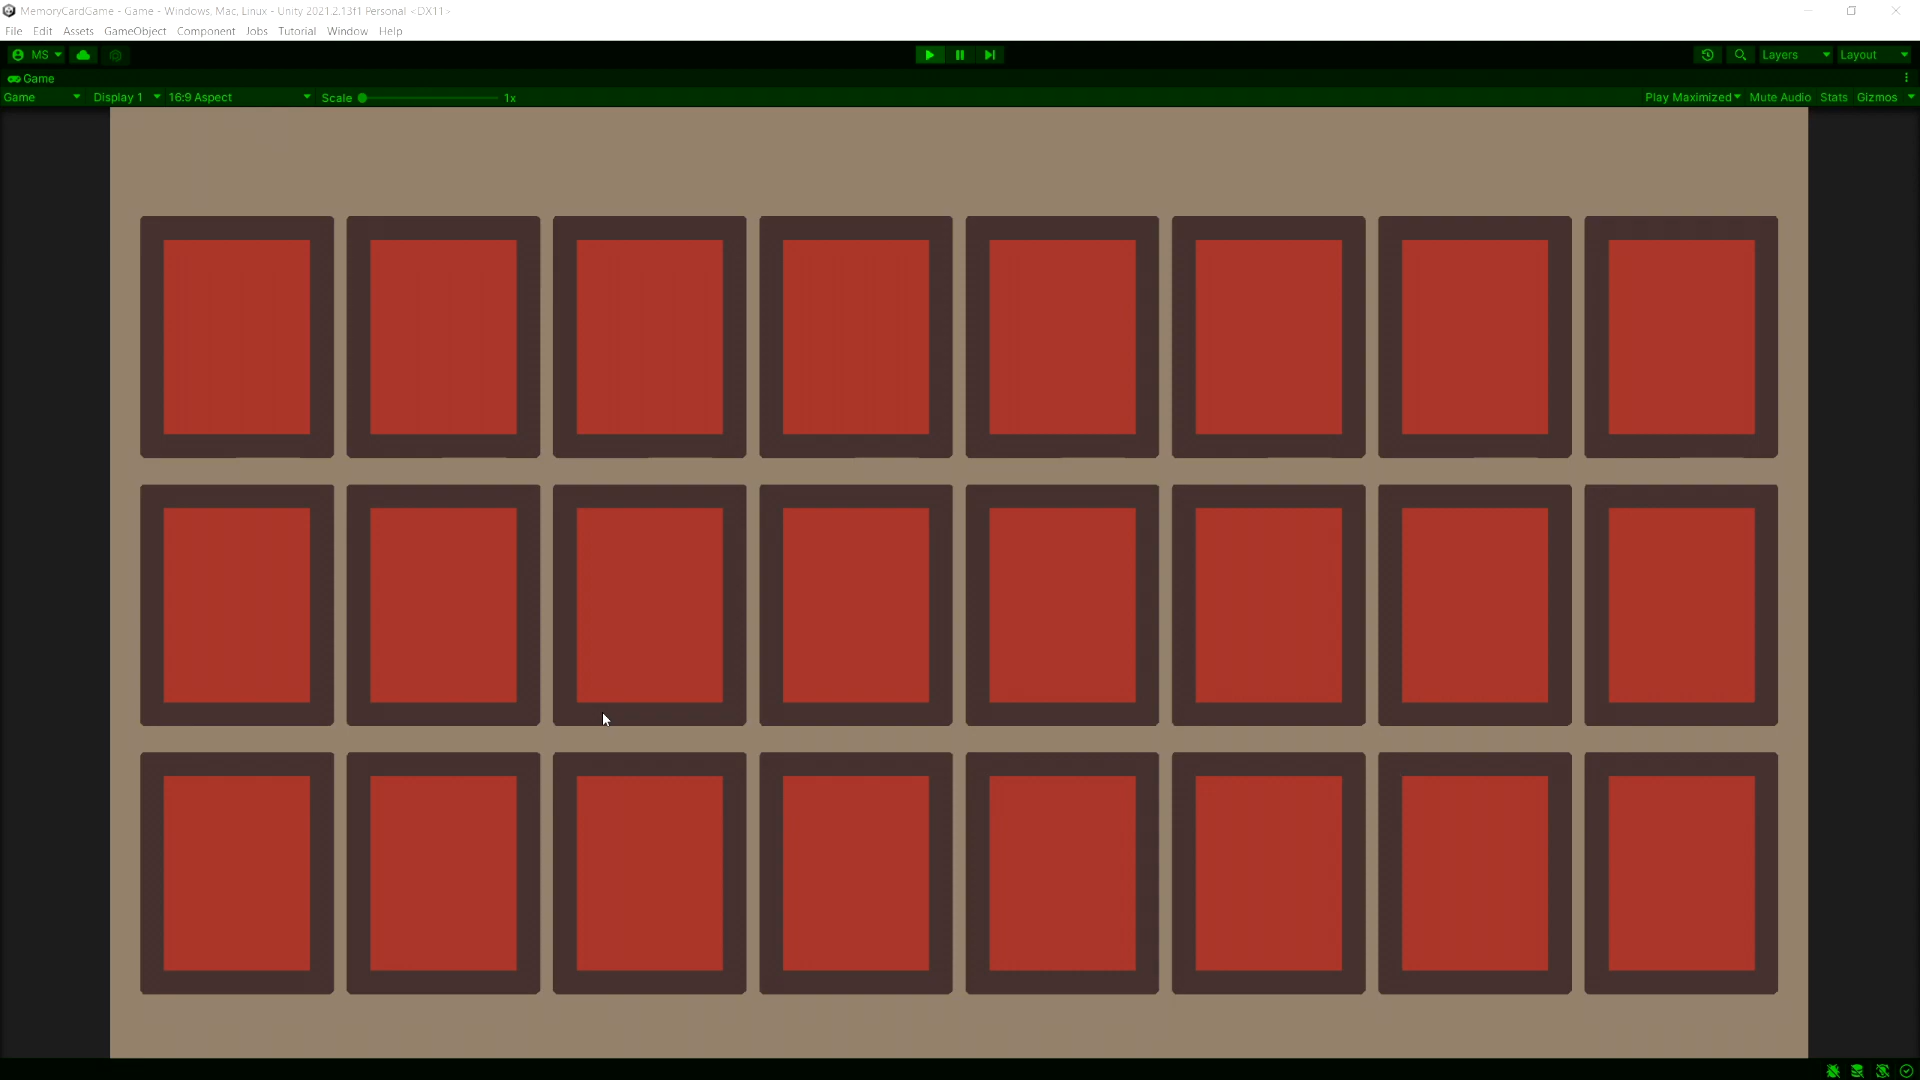 MemoryCardGame - Game - Windows, Mac, Linux - Unity 2021.2.13f1 Personal <DX11>
File Edit Assets GameObject Component Jobs Tutorial Window Help
MS Layers Layout
Game
Game Display 1 16:9 Aspect Scale 1x Play Maximized Mute Audio Stats Gizmos